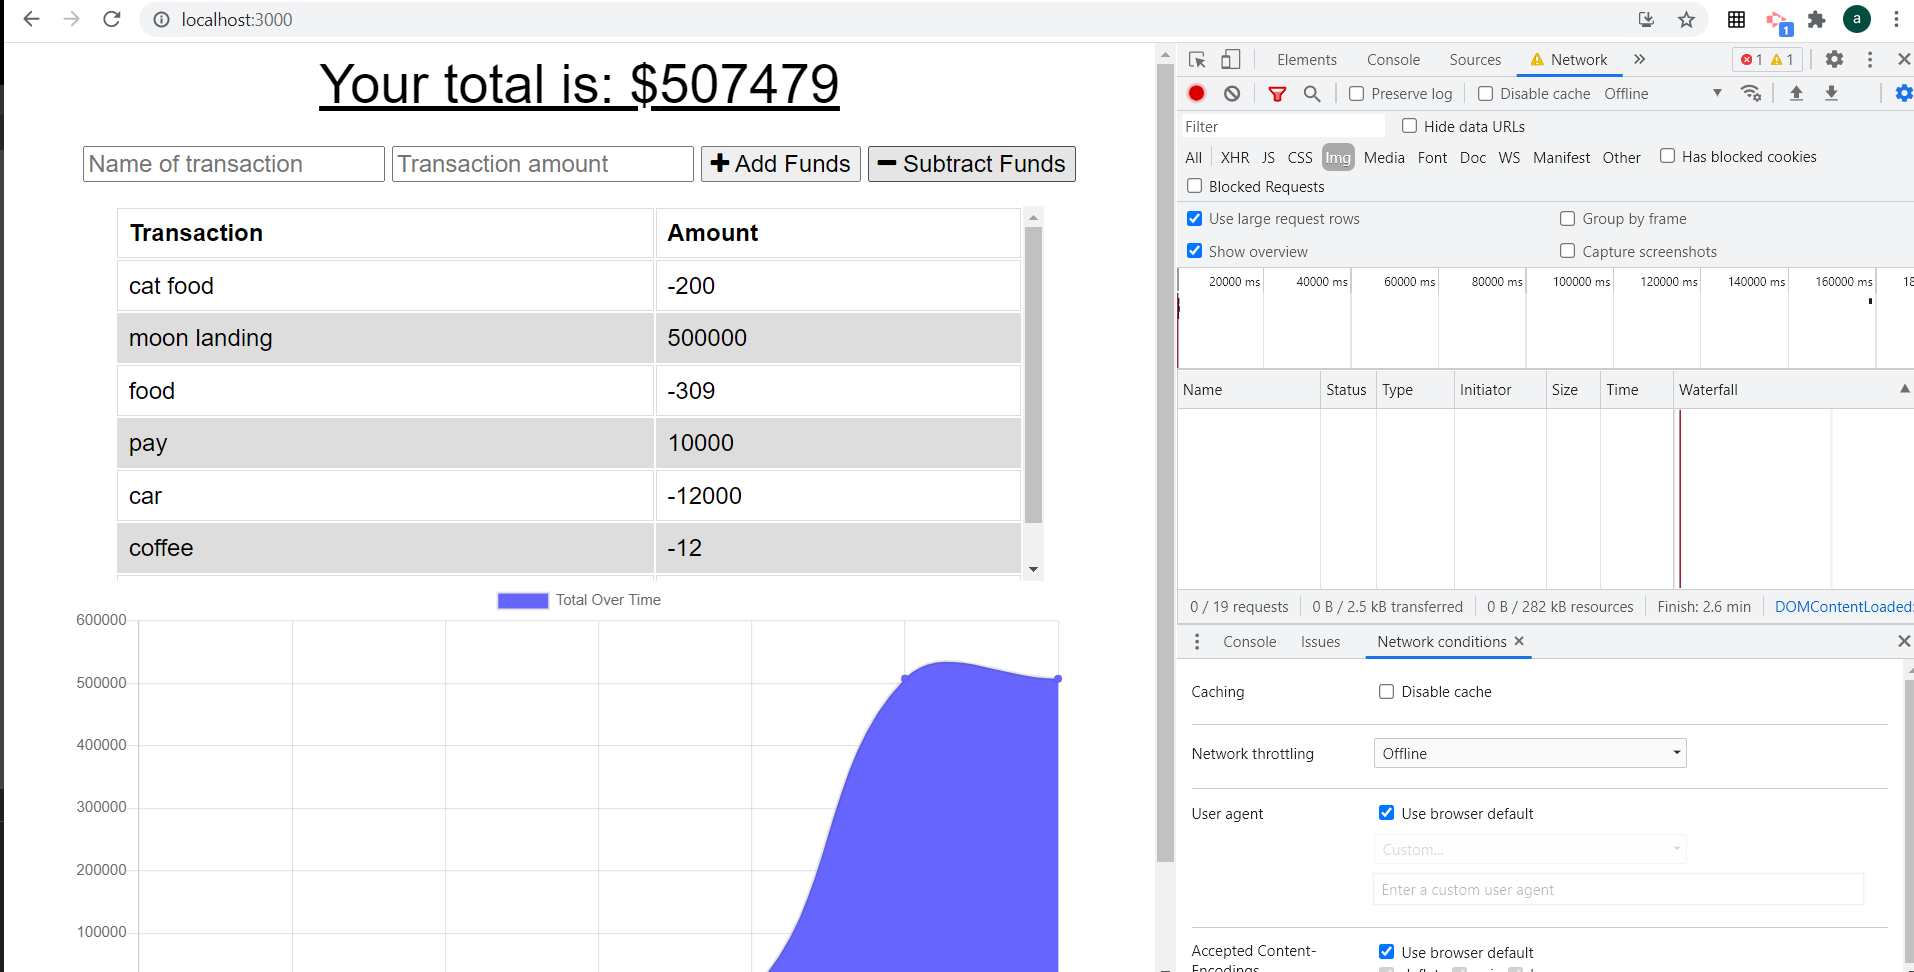 localhost:3000
a
1
Your total is: $507479
Name of transaction
Transaction amount
Add Funds
Subtract Funds
Transaction Amount
cat food -200
moon landing 500000
food -309
pay 10000
car -12000
coffee -12
Total Over Time
600000
500000
400000
300000
200000
100000
Elements Console Sources Network » 1 1
Preserve log Disable cache Offline
Filter Hide data URLs
All XHR JS CSS Img Media Font Doc WS Manifest Other Has blocked cookies
Blocked Requests
Use large request rows Group by frame
Show overview Capture screenshots
20000 ms 40000 ms 60000 ms 80000 ms 100000 ms 120000 ms 140000 ms 160000 ms 18
Name Status Type Initiator Size Time Waterfall
0 / 19 requests 0 B / 2.5 kB transferred 0 B / 282 kB resources Finish: 2.6 min DOMContentLoaded:
Console Issues Network conditions
Caching Disable cache
Network throttling Offline
User agent Use browser default
Custom...
Enter a custom user agent
Accepted Content- Use browser default
Encodings